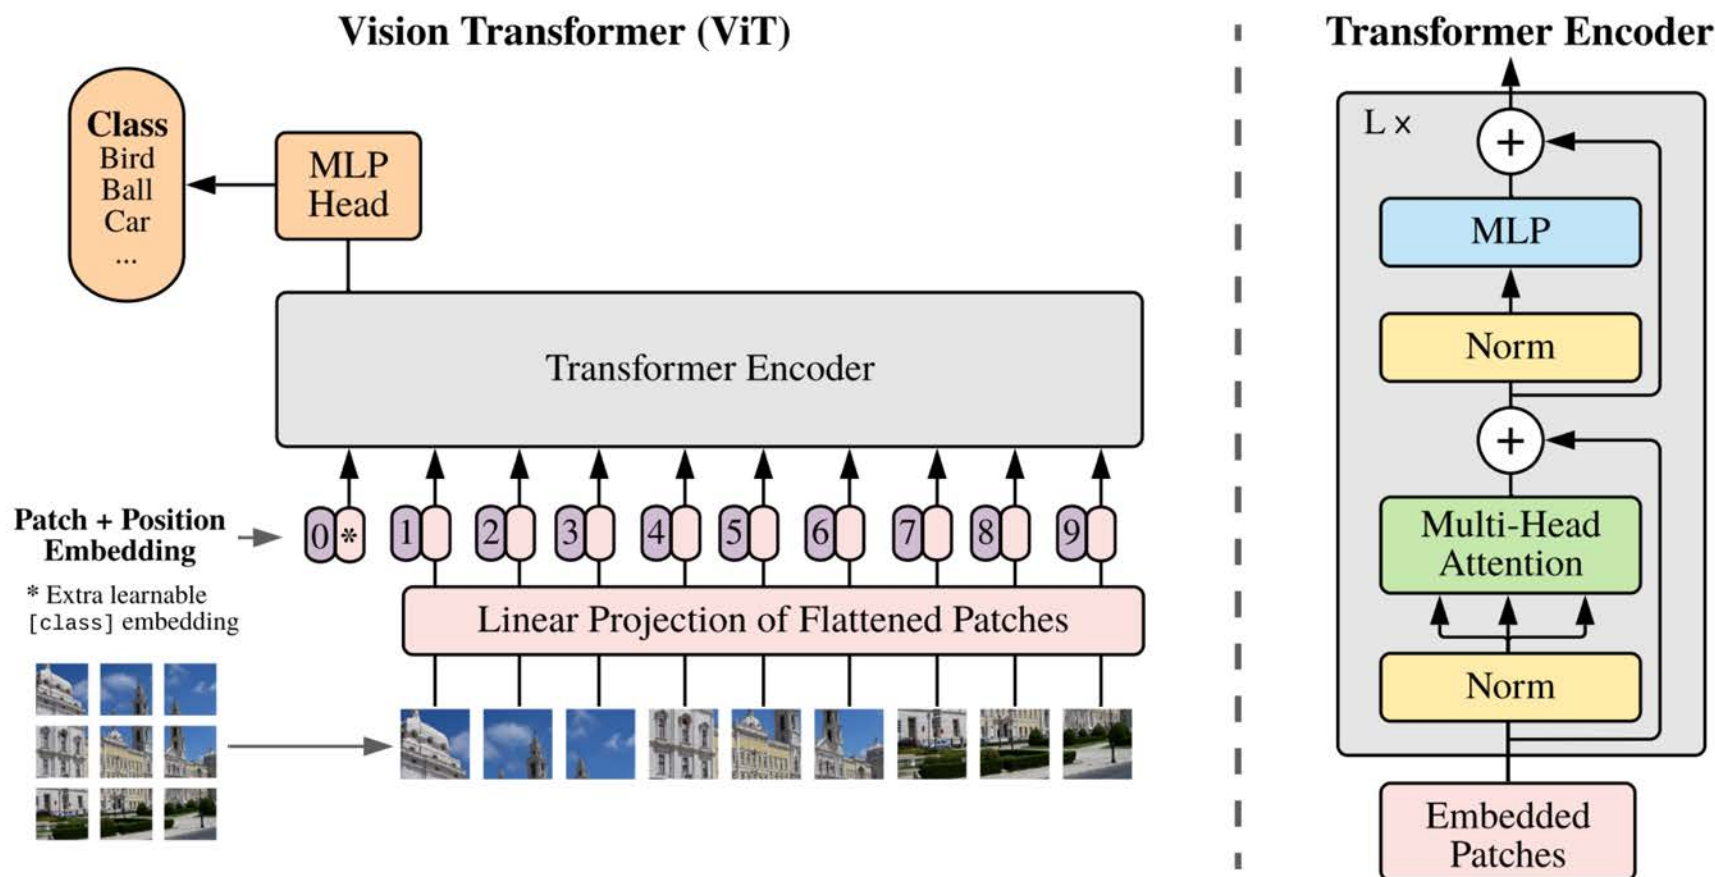 Vision Transformer (ViT)
Class
Bird
Ball
Car
...
MLP
Head
Transformer Encoder
Patch + Position
Embedding
* Extra learnable
[class] embedding
0 * 1 2 3 4 5 6 7 8 9
Linear Projection of Flattened Patches
Transformer Encoder
L x
+
MLP
Norm
+
Multi-Head
Attention
Norm
Embedded
Patches